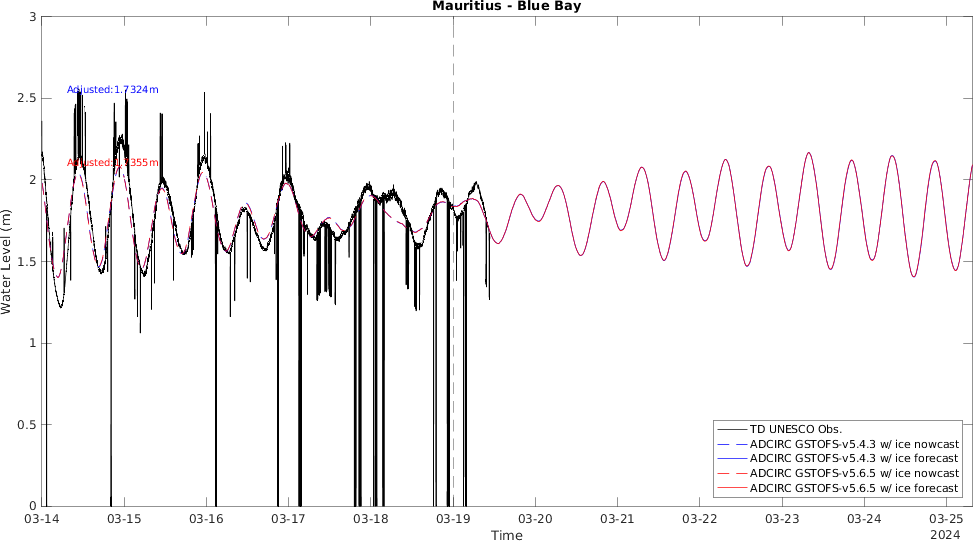 Mauritius - Blue Bay
3
2.5
2
1.5
1
0.5
0
Water Level (m)
Adjusted:1.7324m
03-14
03-15
03-16
03-17
03-18
03-19
03-20
03-21
03-22
03-23
03-24
03-25
2024
Time
TD UNESCO Obs.
ADCIRC GSTOFS-v5.4.3 w/ ice nowcast
ADCIRC GSTOFS-v5.4.3 w/ ice forecast
ADCIRC GSTOFS-v5.6.5 w/ ice nowcast
ADCIRC GSTOFS-v5.6.5 w/ ice forecast